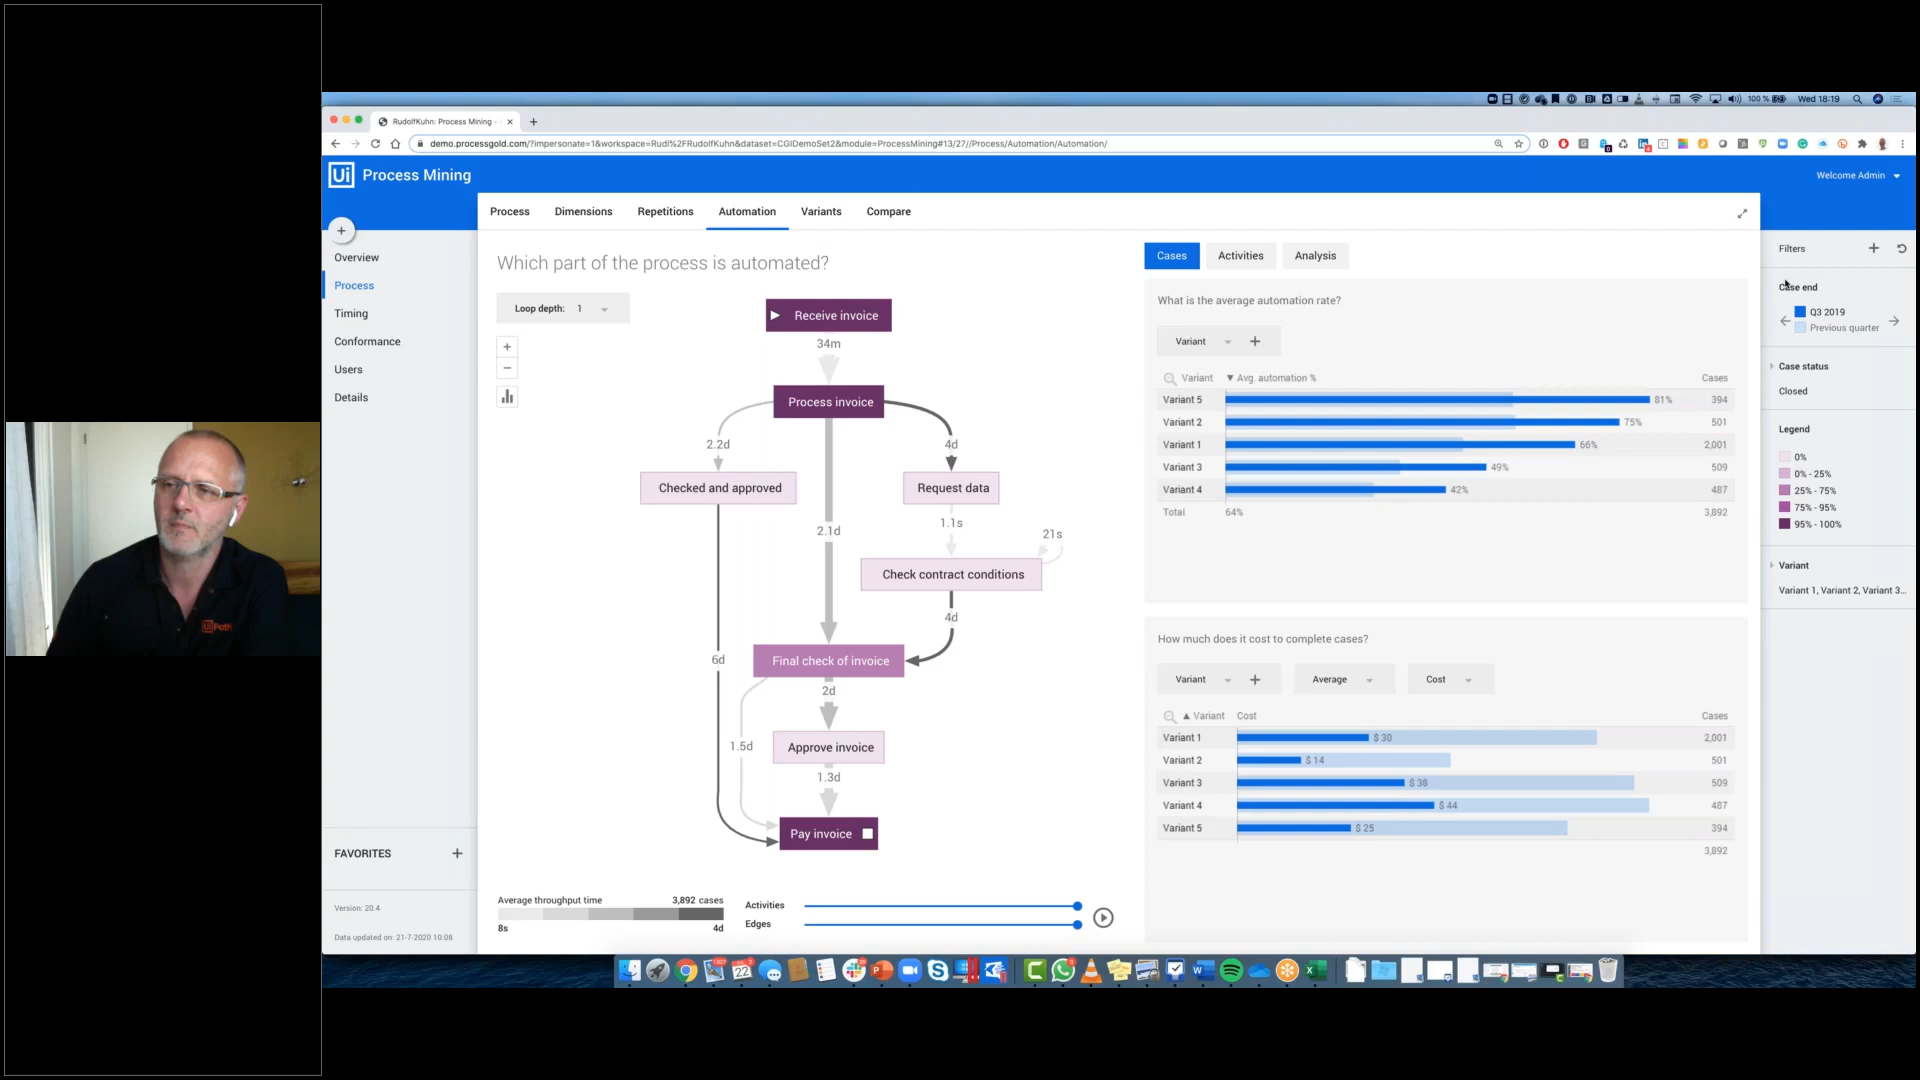 100 %
Wed 18:19
RudolfKuhn: Process Mining -
demo.processgold.com/?impersonate=1&workspace=Rudi%2FRudolfKuhn&dataset=CGIDemoSet2&module=ProcessMining#13/27//Process/Automation/Automation/
Ui Process Mining
Welcome Admin
Process Dimensions Repetitions Automation Variants Compare
Overview
Process
Timing
Conformance
Users
Details
FAVORITES
Version: 20.4
Data updated on: 21-7-2020 10:08
Which part of the process is automated?
Loop depth: 1
Receive invoice
34m
Process invoice
2.2d
4d
Checked and approved
Request data
1.1s
2.1d
21s
Check contract conditions
4d
6d
Final check of invoice
2d
1.5d
Approve invoice
1.3d
Pay invoice
Average throughput time 3,892 cases
8s 4d
Activities
Edges
Cases Activities Analysis
What is the average automation rate?
Variant
Variant Avg. automation % Cases
Variant 5 81% 394
Variant 2 75% 501
Variant 1 66% 2,001
Variant 3 49% 509
Variant 4 42% 487
Total 64% 3,892
How much does it cost to complete cases?
Variant Average Cost
Variant Cost Cases
Variant 1 $ 30 2,001
Variant 2 $ 14 501
Variant 3 $ 38 509
Variant 4 $ 44 487
Variant 5 $ 25 394
3,892
Filters
Case end
Q3 2019
Previous quarter
Case status
Closed
Legend
0%
0% - 25%
25% - 75%
75% - 95%
95% - 100%
Variant
Variant 1, Variant 2, Variant 3...
UiPath
22